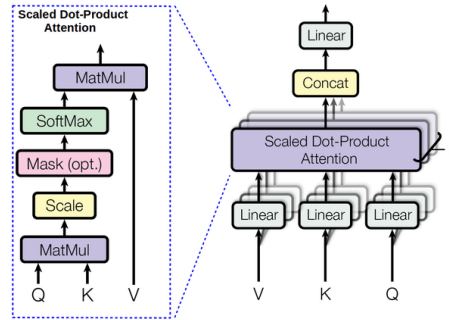 Scaled Dot-Product
Attention
MatMul
SoftMax
Mask (opt.)
Scale
MatMul
Q K V
Linear
Concat
Scaled Dot-Product
Attention
Linear Linear Linear
V K Q